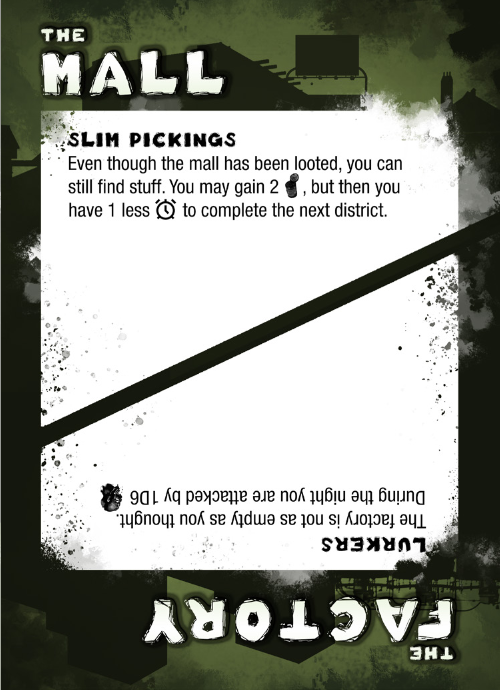 THE
MALL
SLIM PICKINGS
Even though the mall has been looted, you can
still find stuff. You may gain 2 , but then you
have 1 less to complete the next district.
THE
FACTORY
LURKERS
The factory is not as empty as you thought.
During the night you are attacked by 1D6